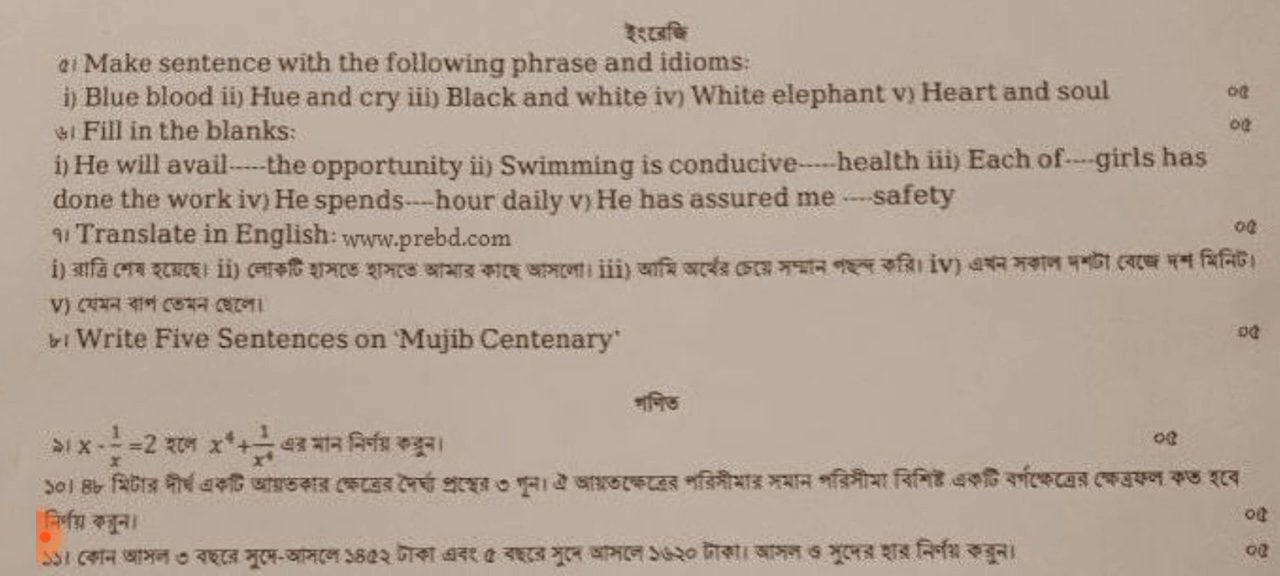 ইংরেজি
৫। Make sentence with the following phrase and idioms:
i) Blue blood ii) Hue and cry iii) Black and white iv) White elephant v) Heart and soul ০৫
৬। Fill in the blanks: ০৫
i) He will avail-----the opportunity ii) Swimming is conducive-----health iii) Each of----girls has
done the work iv) He spends----hour daily v) He has assured me ----safety
৭। Translate in English: www.prebd.com ০৫
i) রাত্রি শেষ হয়েছে। ii) লোকটি হাসতে হাসতে আমার কাছে আসলো। iii) আমি অর্থের চেয়ে সম্মান পছন্দ করি। iv) এখন সকাল দশটা বেজে দশ মিনিট।
v) যেমন বাপ তেমন ছেলে।
৮। Write Five Sentences on ‘Mujib Centenary’ ০৫
গণিত
৯। x - 1/x =2 হলে x⁴+ 1/x⁴ এর মান নির্ণয় করুন। ০৫
১০। ৪৮ মিটার দীর্ঘ একটি আয়তকার ক্ষেত্রের দৈর্ঘ্য প্রস্থের ৩ গুন। ঐ আয়তক্ষেত্রের পরিসীমার সমান পরিসীমা বিশিষ্ট একটি বর্গক্ষেত্রের ক্ষেত্রফল কত হবে
নির্ণয় করুন। ০৫
১১। কোন আসল ৩ বছরে সুদে-আসলে ১৪৫২ টাকা এবং ৫ বছরে সুদে আসলে ১৬২০ টাকা। আসল ও সুদের হার নির্ণয় করুন। ০৫